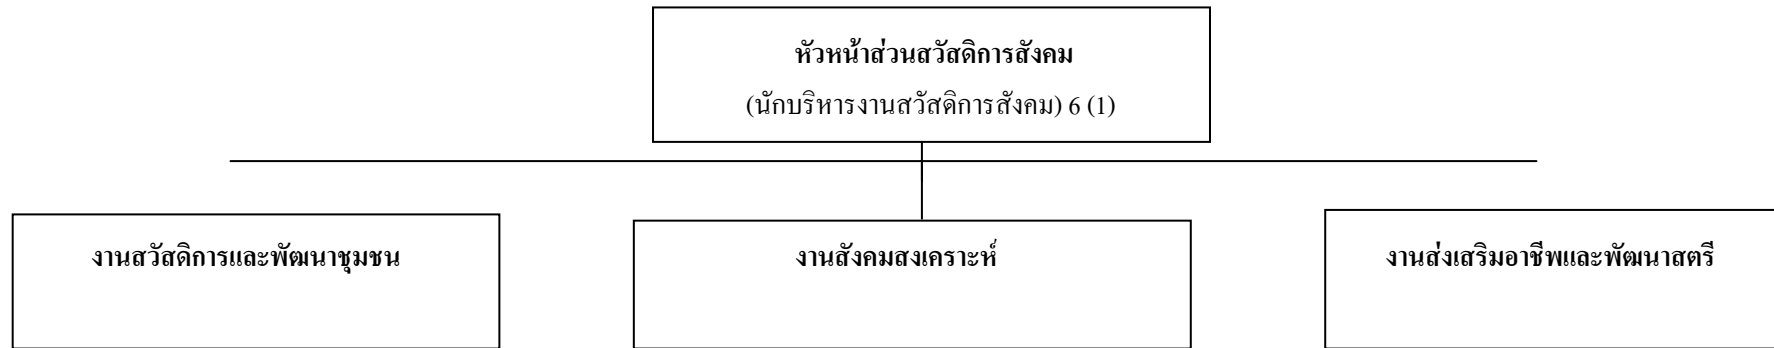 หัวหน้าส่วนสวัสดิการสังคม
(นักบริหารงานสวัสดิการสังคม) 6 (1)
งานสวัสดิการและพัฒนาชุมชน
งานสังคมสงเคราะห์
งานส่งเสริมอาชีพและพัฒนาสตรี